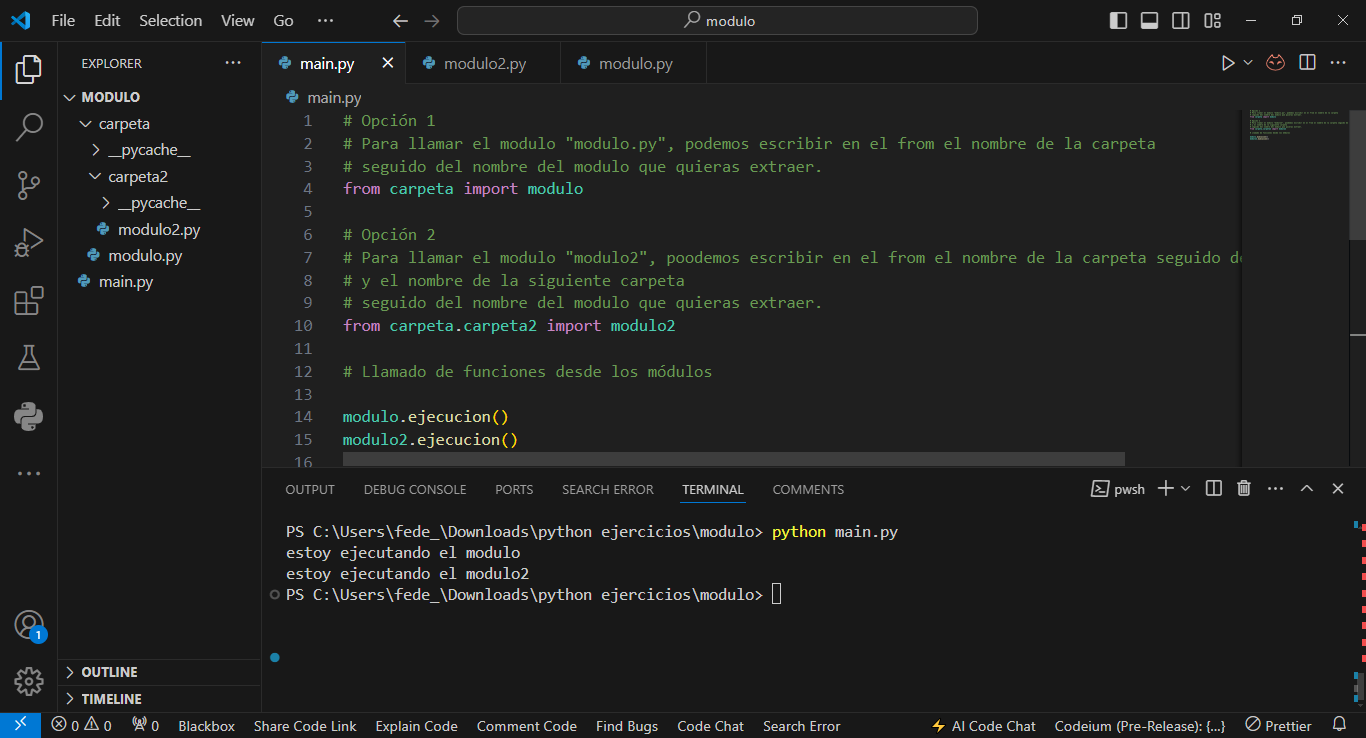 File Edit Selection View Go ··· modulo
EXPLORER ···
MODULO
carpeta
__pycache__
carpeta2
__pycache__
modulo2.py
modulo.py
main.py
OUTLINE
TIMELINE
main.py modulo2.py modulo.py
main.py
1 # Opción 1
2 # Para llamar el modulo "modulo.py", podemos escribir en el from el nombre de la carpeta
3 # seguido del nombre del modulo que quieras extraer.
4 from carpeta import modulo
5
6 # Opción 2
7 # Para llamar el modulo "modulo2", poodemos escribir en el from el nombre de la carpeta seguido d
8 # y el nombre de la siguiente carpeta
9 # seguido del nombre del modulo que quieras extraer.
10 from carpeta.carpeta2 import modulo2
11
12 # Llamado de funciones desde los módulos
13
14 modulo.ejecucion()
15 modulo2.ejecucion()
16
OUTPUT DEBUG CONSOLE PORTS SEARCH ERROR TERMINAL COMMENTS pwsh
PS C:\Users\fede_\Downloads\python ejercicios\modulo> python main.py
estoy ejecutando el modulo
estoy ejecutando el modulo2
PS C:\Users\fede_\Downloads\python ejercicios\modulo>
1
0 0 0 Blackbox Share Code Link Explain Code Comment Code Find Bugs Code Chat Search Error AI Code Chat Codeium (Pre-Release): {...} Prettier